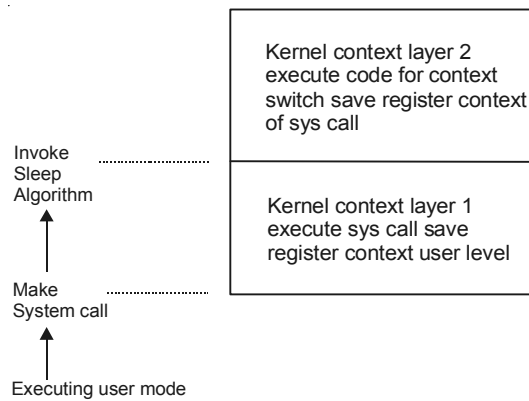 Kernel context layer 2
execute code for context
switch save register context
of sys call
Invoke
Sleep
Algorithm
Kernel context layer 1
execute sys call save
register context user level
Make
System call
Executing user mode